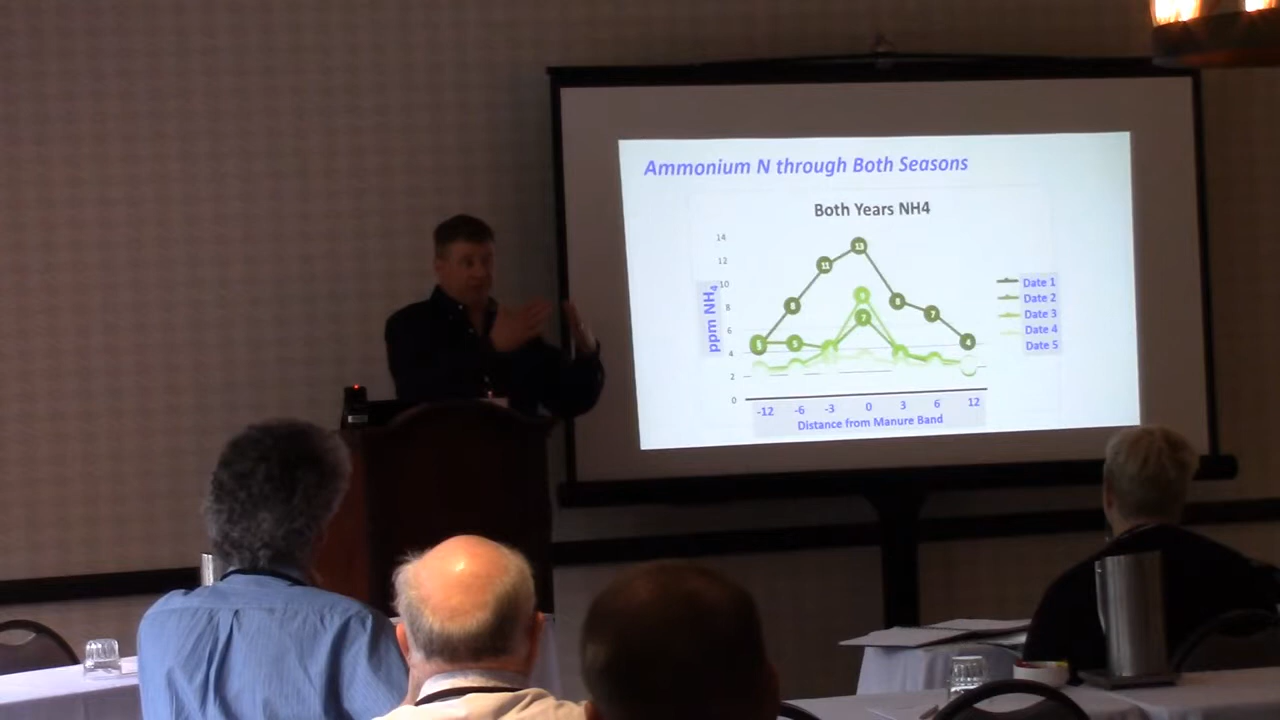 Ammonium N through Both Seasons
Both Years NH4
14
12
10
8
6
4
2
0
ppm NH4
13
11
8
8
7
9
7
5
5
4
Date 1
Date 2
Date 3
Date 4
Date 5
-12 -6 -3 0 3 6 12
Distance from Manure Band